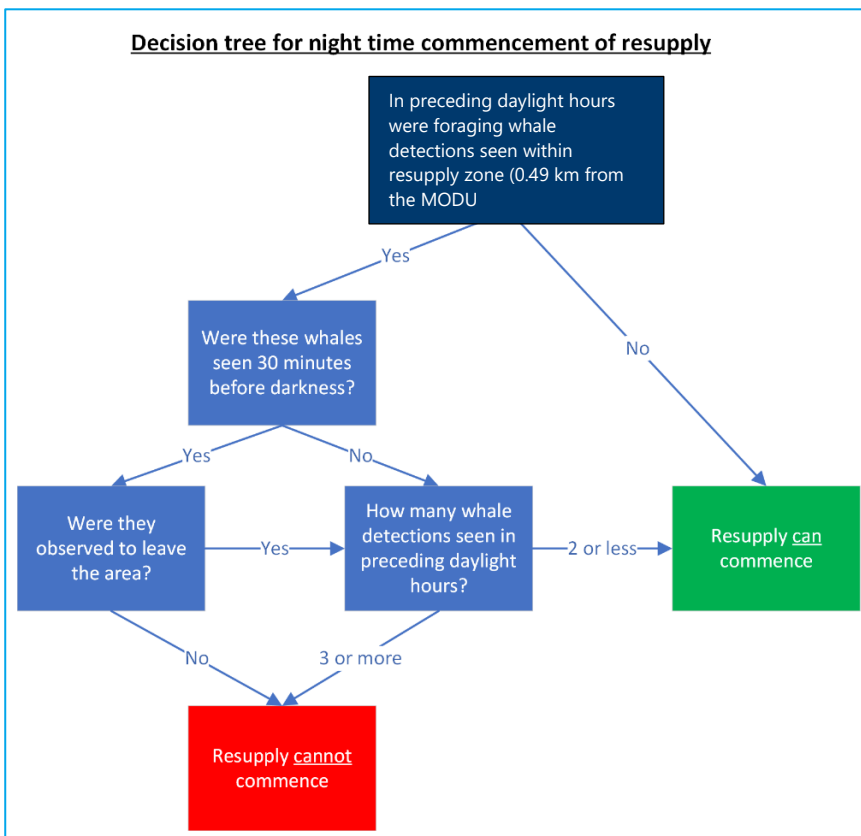 Decision tree for night time commencement of resupply
In preceding daylight hours
were foraging whale
detections seen within
resupply zone (0.49 km from
the MODU
Yes
No
Were these whales
seen 30 minutes
before darkness?
Yes
No
Were they
observed to leave
the area?
Yes
How many whale
detections seen in
preceding daylight
hours?
2 or less
Resupply can
commence
No
3 or more
Resupply cannot
commence